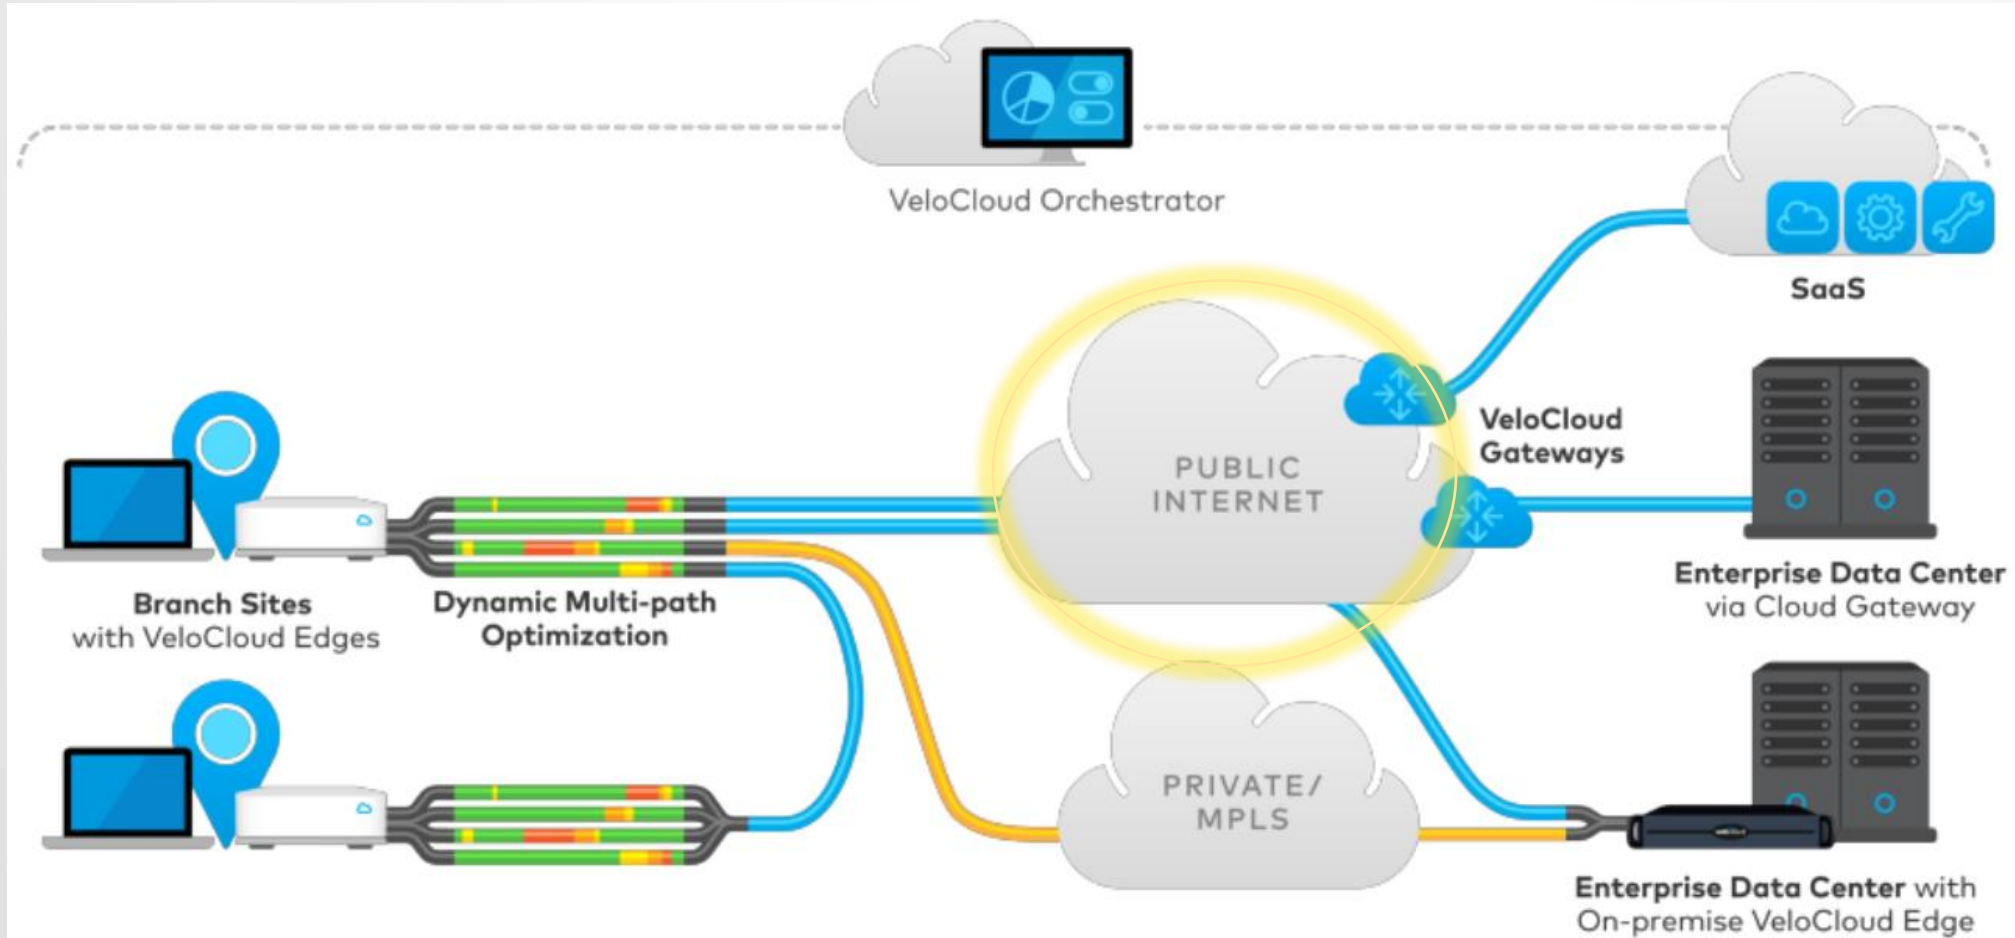 VeloCloud Orchestrator
SaaS
VeloCloud
Gateways
PUBLIC
INTERNET
Branch Sites
with VeloCloud Edges
Dynamic Multi-path
Optimization
Enterprise Data Center
via Cloud Gateway
PRIVATE/
MPLS
Enterprise Data Center with
On-premise VeloCloud Edge